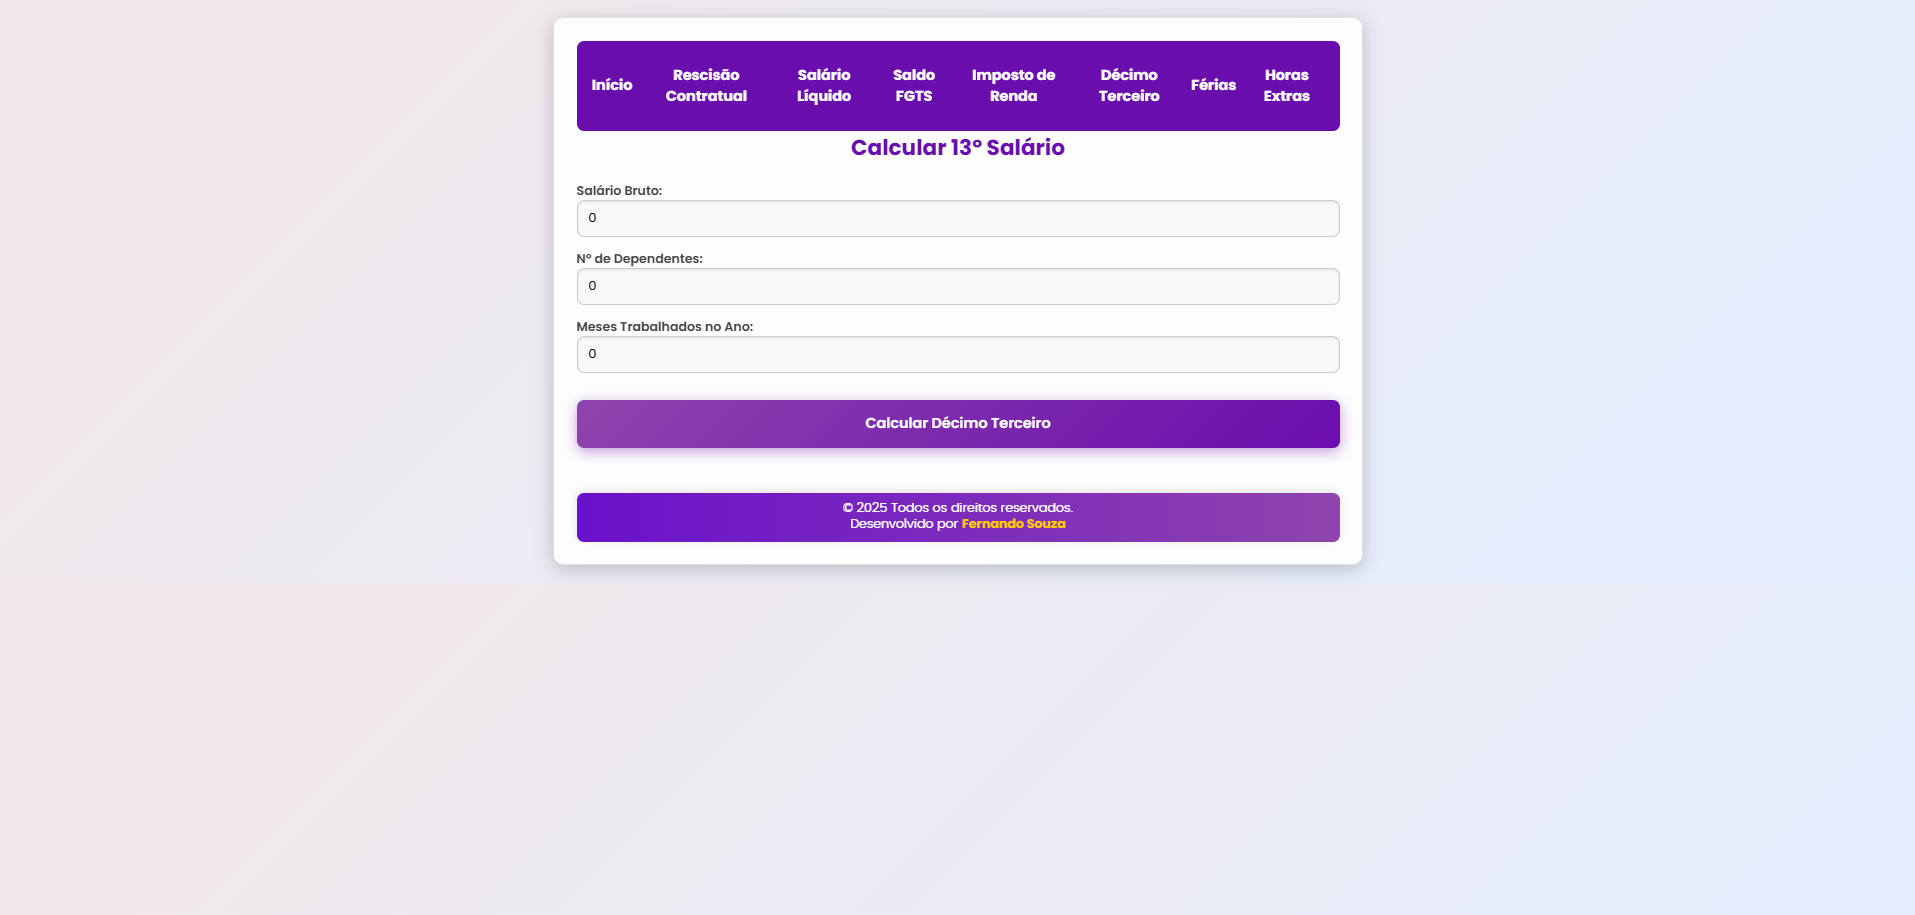 Início
Rescisão
Contratual
Salário
Líquido
Saldo
FGTS
Imposto de
Renda
Décimo
Terceiro
Férias
Horas
Extras
Calcular 13º Salário
Salário Bruto:
0
Nº de Dependentes:
0
Meses Trabalhados no Ano:
0
Calcular Décimo Terceiro
© 2025 Todos os direitos reservados.
Desenvolvido por Fernando Souza